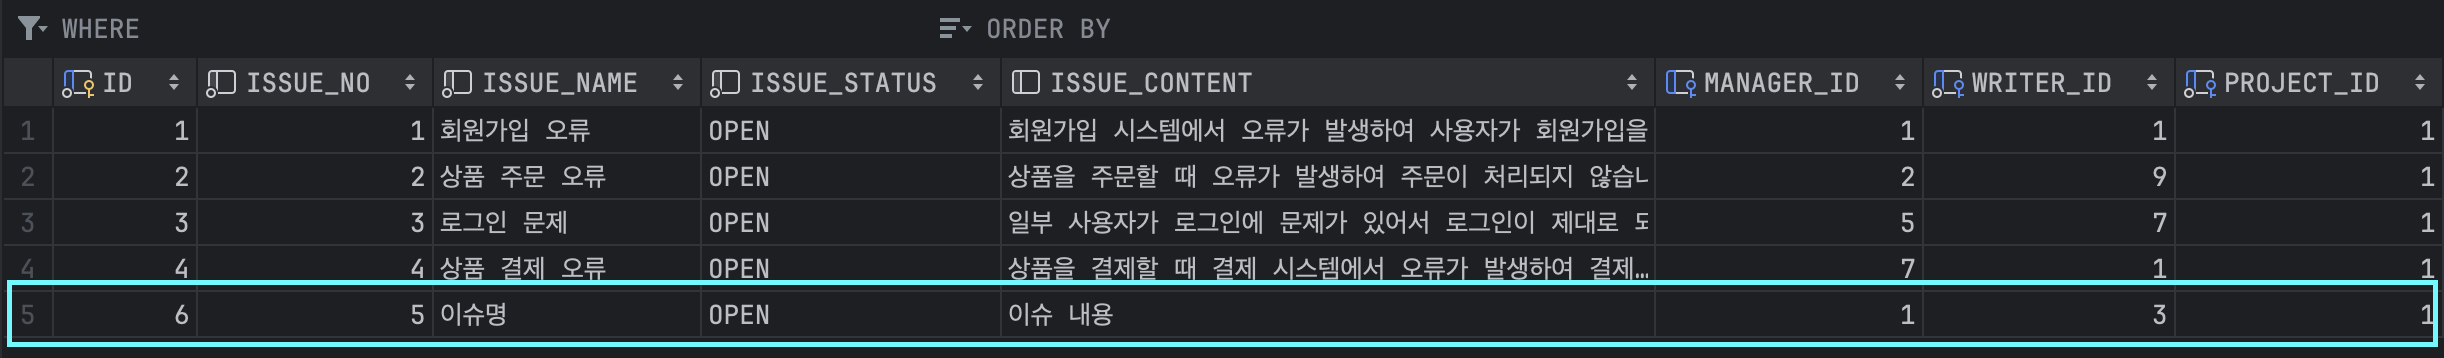 WHERE ORDER BY
ID ISSUE_NO ISSUE_NAME ISSUE_STATUS ISSUE_CONTENT MANAGER_ID WRITER_ID PROJECT_ID
1 1 1 회원가입 오류 OPEN 회원가입 시스템에서 오류가 발생하여 사용자가 회원가입을 1 1 1
2 2 2 상품 주문 오류 OPEN 상품을 주문할 때 오류가 발생하여 주문이 처리되지 2 9 1
3 3 3 로그인 문제 OPEN 일부 사용자가 로그인에 문제가 있어서 로그인이 제대로 5 7 1
4 4 4 상품 결제 오류 OPEN 상품을 결제할 때 결제 시스템에서 오류가 발생하여 결제… 7 1 1
5 6 5 이슈명 OPEN 이슈 내용 1 3 1